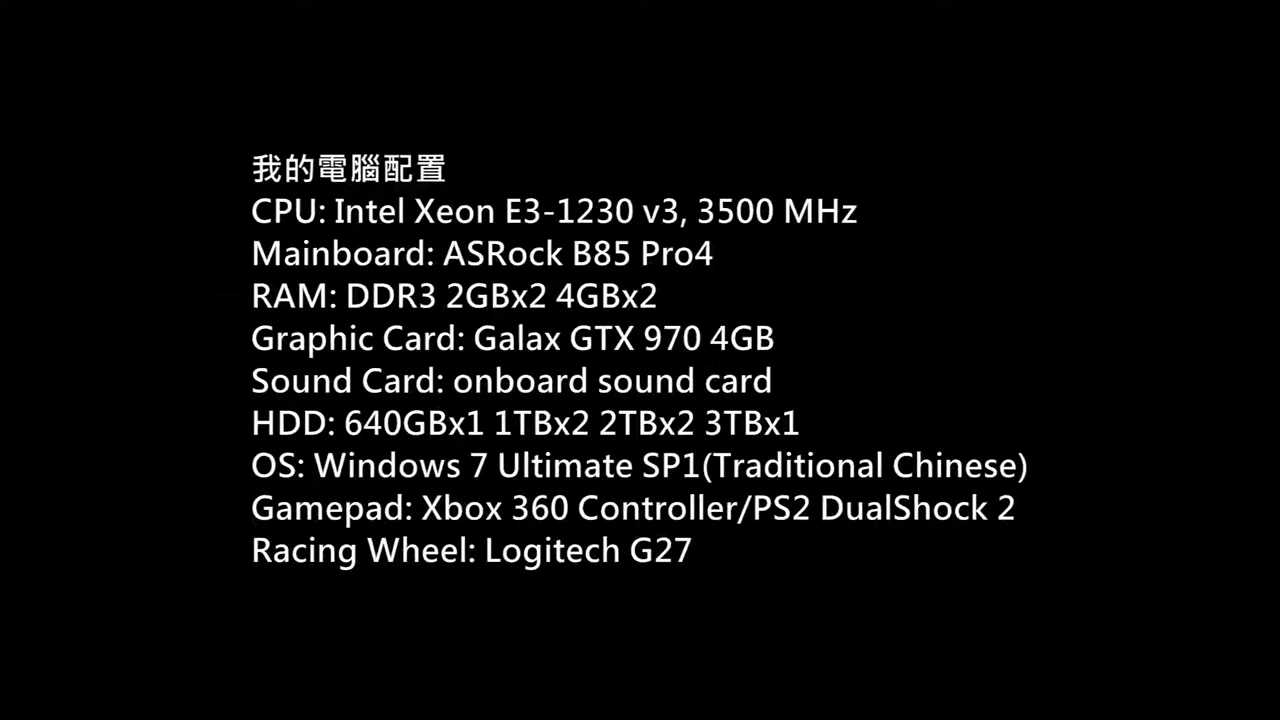 我的電腦配置
CPU: Intel Xeon E3-1230 v3, 3500 MHz
Mainboard: ASRock B85 Pro4
RAM: DDR3 2GBx2 4GBx2
Graphic Card: Galax GTX 970 4GB
Sound Card: onboard sound card
HDD: 640GBx1 1TBx2 2TBx2 3TBx1
OS: Windows 7 Ultimate SP1(Traditional Chinese)
Gamepad: Xbox 360 Controller/PS2 DualShock 2
Racing Wheel: Logitech G27